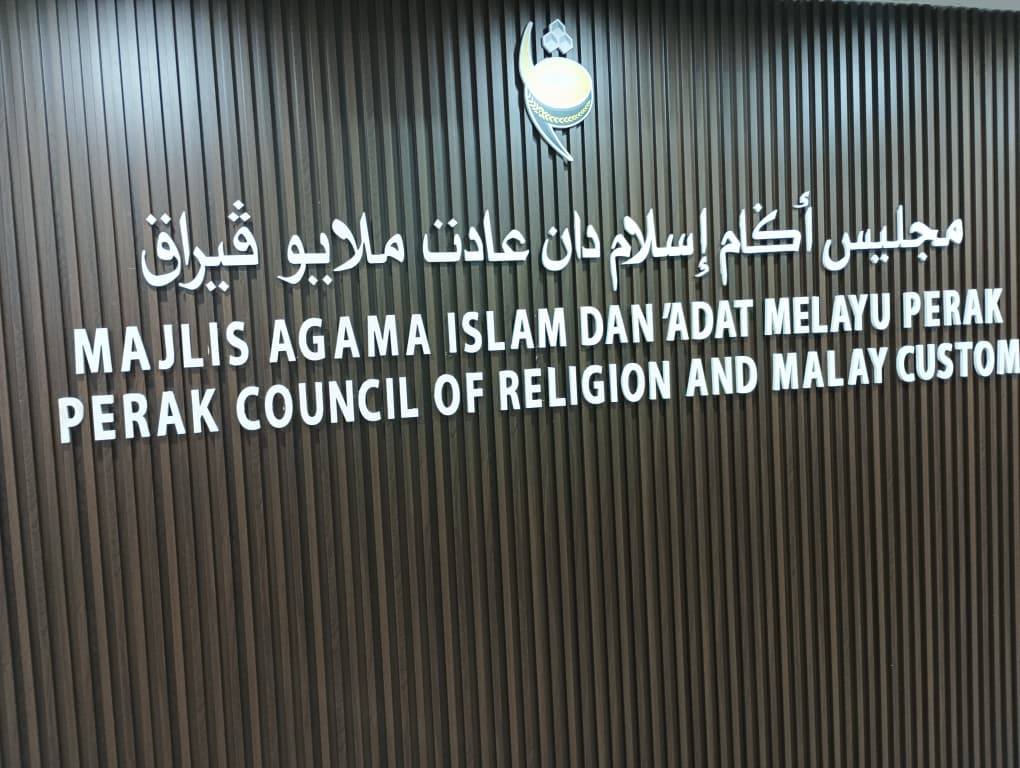 مجليس أݢام إسلام دان عادت ملايو ڤيراق
MAJLIS AGAMA ISLAM DAN 'ADAT MELAYU PERAK
PERAK COUNCIL OF RELIGION AND MALAY CUSTOM